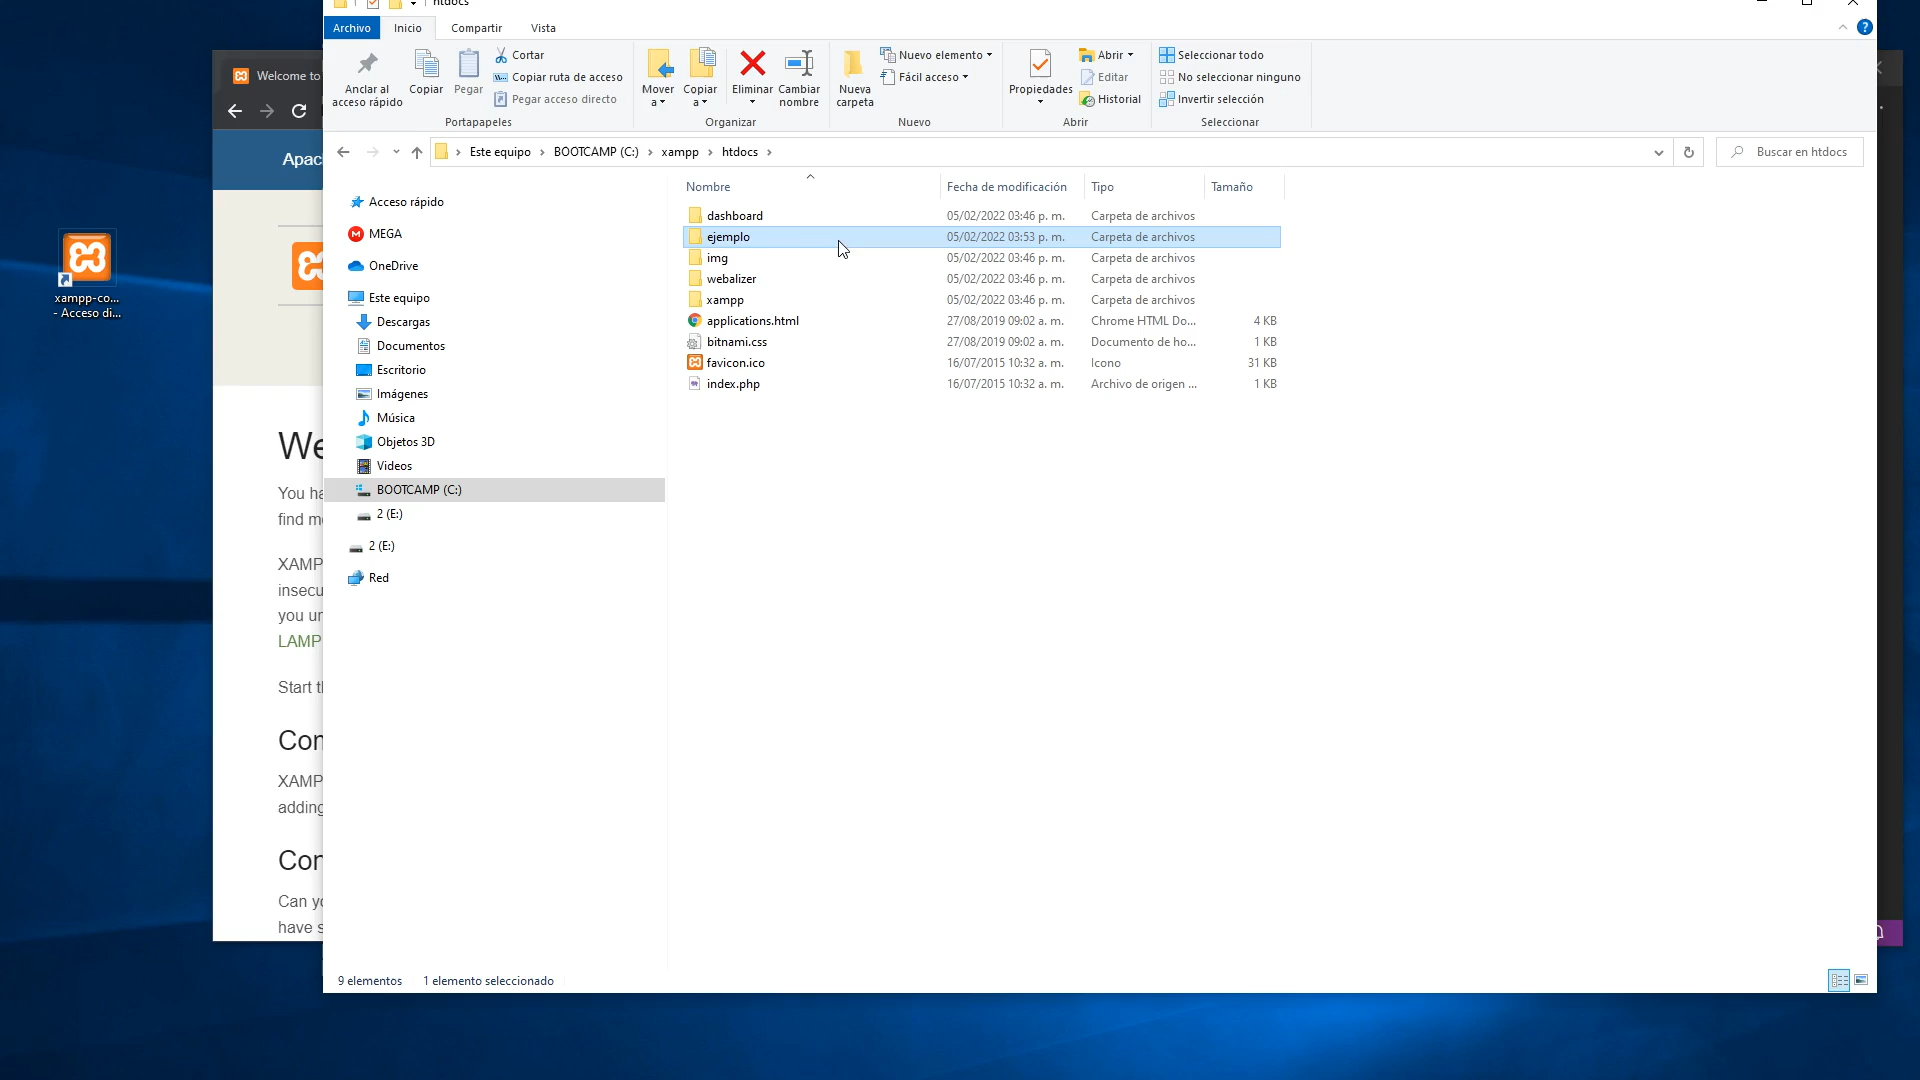 htdocs
Archivo Inicio Compartir Vista
Anclar al acceso rápido
Copiar
Pegar
Cortar
Copiar ruta de acceso
Pegar acceso directo
Portapapeles
Mover a
Copiar a
Eliminar
Cambiar nombre
Organizar
Nueva carpeta
Nuevo elemento
Fácil acceso
Nuevo
Propiedades
Abrir
Editar
Historial
Abrir
Seleccionar todo
No seleccionar ninguno
Invertir selección
Seleccionar
Este equipo > BOOTCAMP (C:) > xampp > htdocs >
Buscar en htdocs
Acceso rápido
MEGA
OneDrive
Este equipo
Descargas
Documentos
Escritorio
Imágenes
Música
Objetos 3D
Videos
BOOTCAMP (C:)
2 (E:)
2 (E:)
Red
Nombre Fecha de modificación Tipo Tamaño
dashboard 05/02/2022 03:46 p. m. Carpeta de archivos
ejemplo 05/02/2022 03:53 p. m. Carpeta de archivos
img 05/02/2022 03:46 p. m. Carpeta de archivos
webalizer 05/02/2022 03:46 p. m. Carpeta de archivos
xampp 05/02/2022 03:46 p. m. Carpeta de archivos
applications.html 27/08/2019 09:02 a. m. Chrome HTML Do... 4 KB
bitnami.css 27/08/2019 09:02 a. m. Documento de ho... 1 KB
favicon.ico 16/07/2015 10:32 a. m. Icono 31 KB
index.php 16/07/2015 10:32 a. m. Archivo de origen ... 1 KB
9 elementos 1 elemento seleccionado
xampp-co...
- Acceso di...
Welcome to
Apac
We
You ha
find m
XAMP
insecu
you un
LAMP
Start t
Con
XAMP
adding
Con
Can yo
have s